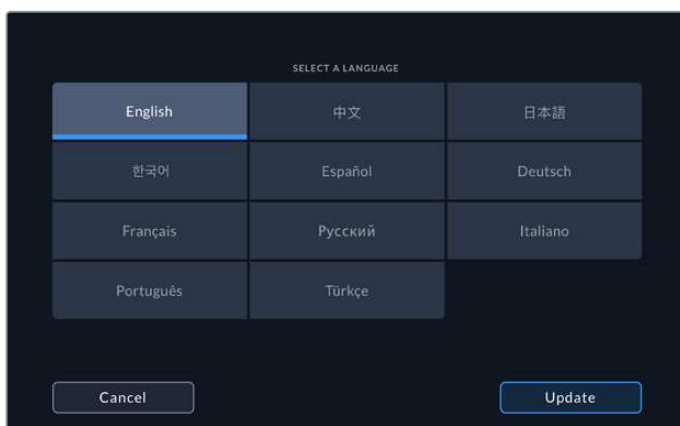 SELECT A LANGUAGE
English 中文 日本語
한국어 Español Deutsch
Français Русский Italiano
Português Türkçe
Cancel Update